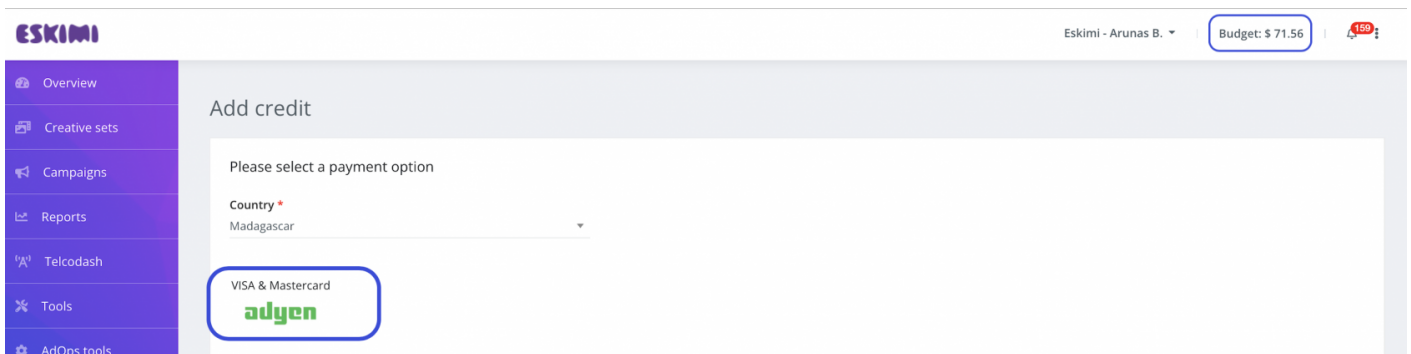 ESKIMI
Eskimi - Arunas B.
Budget: $ 71.56
159
Overview
Creative sets
Campaigns
Reports
Telcodash
Tools
AdOps tools
Add credit
Please select a payment option
Country *
Madagascar
VISA & Mastercard
adyen